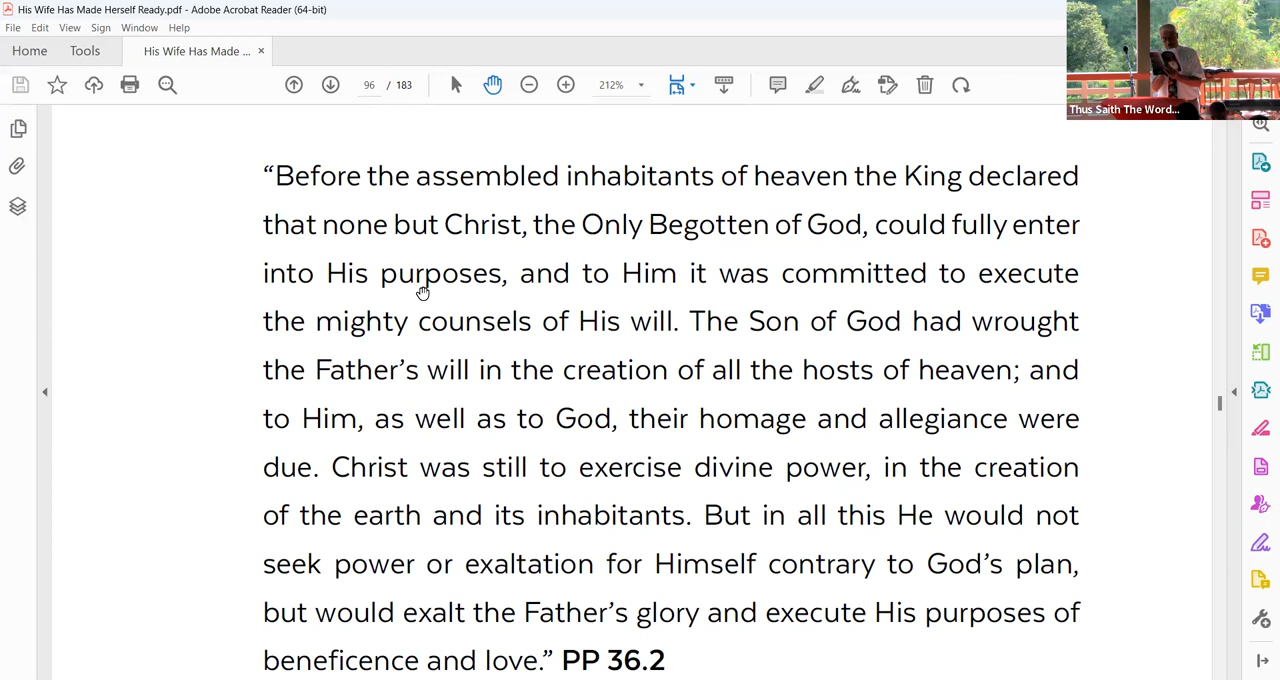 His Wife Has Made Herself Ready.pdf - Adobe Acrobat Reader (64-bit)
File Edit View Sign Window Help
Home Tools His Wife Has Made ... ×
96 / 183 212%
Thus Saith The Word...
“Before the assembled inhabitants of heaven the King declared
that none but Christ, the Only Begotten of God, could fully enter
into His purposes, and to Him it was committed to execute
the mighty counsels of His will. The Son of God had wrought
the Father’s will in the creation of all the hosts of heaven; and
to Him, as well as to God, their homage and allegiance were
due. Christ was still to exercise divine power, in the creation
of the earth and its inhabitants. But in all this He would not
seek power or exaltation for Himself contrary to God’s plan,
but would exalt the Father’s glory and execute His purposes of
beneficence and love.” PP 36.2